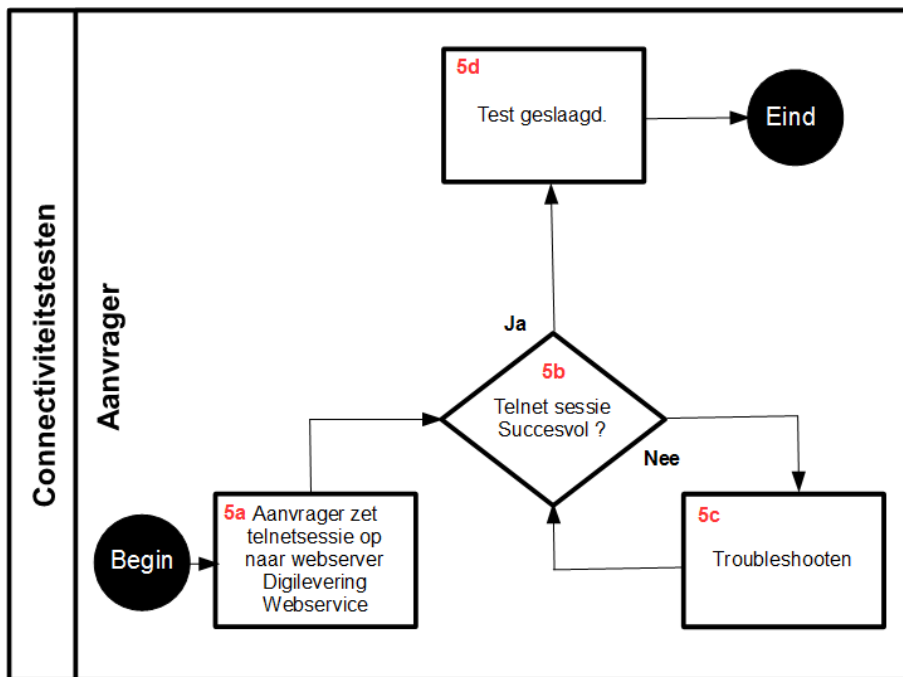 Connectiviteitstesten
Aanvrager
Begin
5a Aanvrager zet
telnetsessie op
naar webserver
Digilevering
Webservice
5b
Telnet sessie
Succesvol ?
Ja
Nee
5c
Troubleshooten
5d
Test geslaagd.
Eind